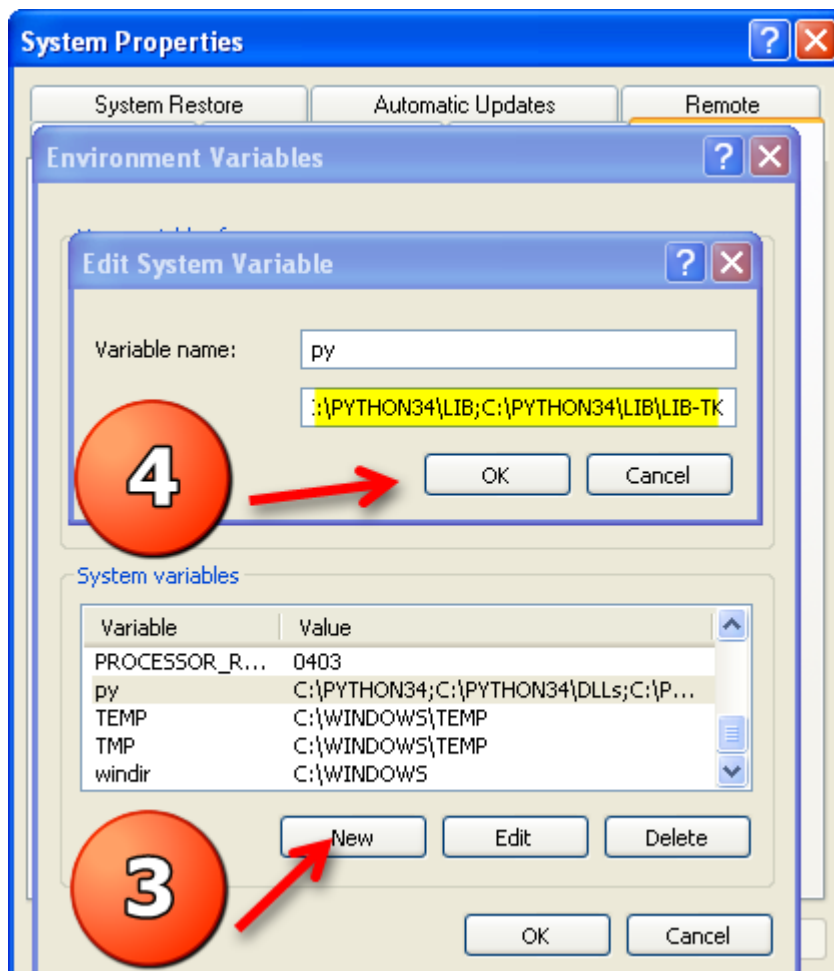 System Properties
System Restore Automatic Updates Remote
Environment Variables
Edit System Variable
Variable name: py
:\PYTHON34\LIB;C:\PYTHON34\LIB\LIB-TK
4
OK Cancel
System variables
Variable Value
PROCESSOR_R... 0403
py C:\PYTHON34;C:\PYTHON34\DLLs;C:\P...
TEMP C:\WINDOWS\TEMP
TMP C:\WINDOWS\TEMP
windir C:\WINDOWS
New Edit Delete
3
OK Cancel